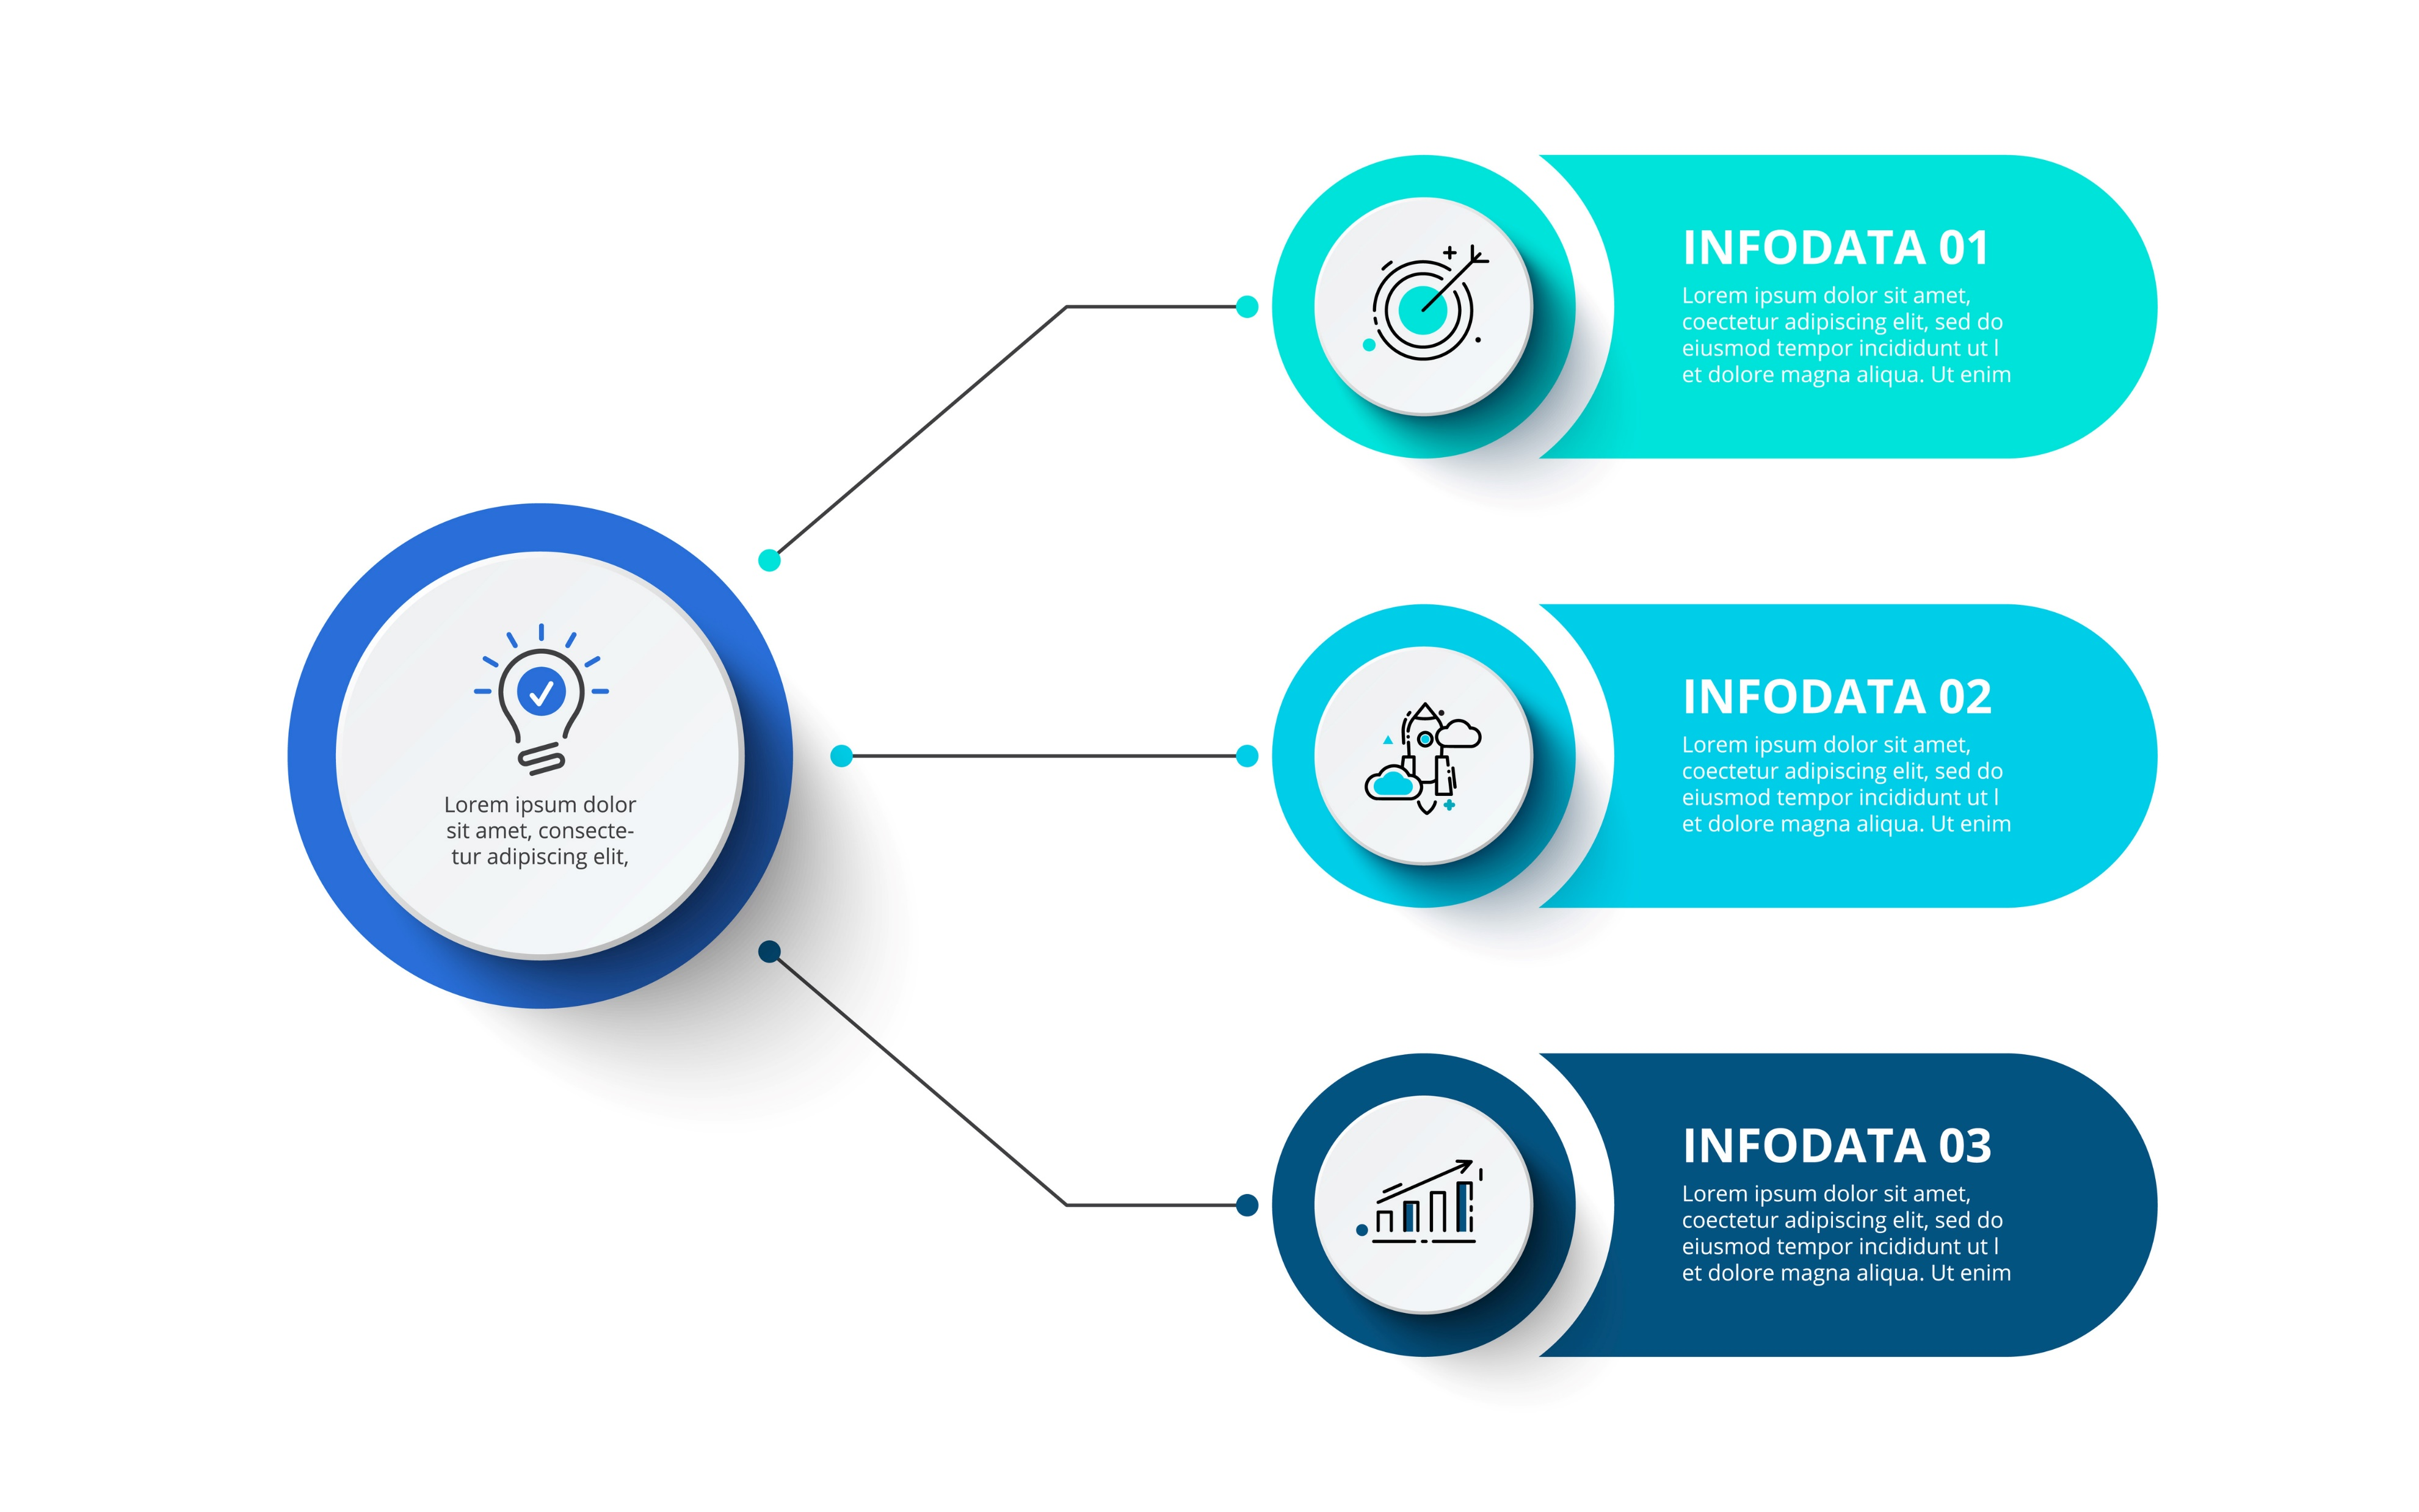 Lorem ipsum dolor
sit amet, consecte-
tur adipiscing elit,
INFODATA 01
Lorem ipsum dolor sit amet,
coectetur adipiscing elit, sed do
eiusmod tempor incididunt ut l
et dolore magna aliqua. Ut enim
INFODATA 02
Lorem ipsum dolor sit amet,
coectetur adipiscing elit, sed do
eiusmod tempor incididunt ut l
et dolore magna aliqua. Ut enim
INFODATA 03
Lorem ipsum dolor sit amet,
coectetur adipiscing elit, sed do
eiusmod tempor incididunt ut l
et dolore magna aliqua. Ut enim